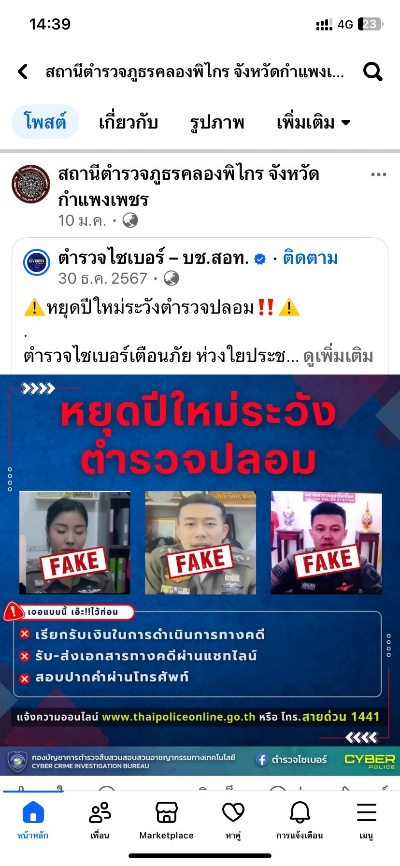 14:39
4G 23
สถานีตำรวจภูธรคลองพิไกร จังหวัดกำแพงเ...
โพสต์ เกี่ยวกับ รูปภาพ เพิ่มเติม
สถานีตำรวจภูธรคลองพิไกร จังหวัด
กำแพงเพชร
10 ม.ค. ·
ตำรวจไซเบอร์ – บช.สอท. · ติดตาม
30 ธ.ค. 2567 ·
⚠️หยุดปีใหม่ระวังตำรวจปลอม‼️⚠️
.
ตำรวจไซเบอร์เตือนภัย ห่วงใยประช... ดูเพิ่มเติม
หยุดปีใหม่ระวัง
ตำรวจปลอม
FAKE FAKE FAKE
เจอแบบนี้ เอ๊ะ!!ไว้ก่อน
เรียกรับเงินในการดำเนินการทางคดี
รับ-ส่งเอกสารทางคดีผ่านแชทไลน์
สอบปากคำผ่านโทรศัพท์
แจ้งความออนไลน์ www.thaipoliceonline.go.th หรือ โทร.สายด่วน 1441
กองบัญชาการตำรวจสืบสวนสอบสวนอาชญากรรมทางเทคโนโลยี
CYBER CRIME INVESTIGATION BUREAU
ตำรวจไซเบอร์
CYBER
POLICE
หน้าหลัก เพื่อน Marketplace หาคู่ การแจ้งเตือน เมนู